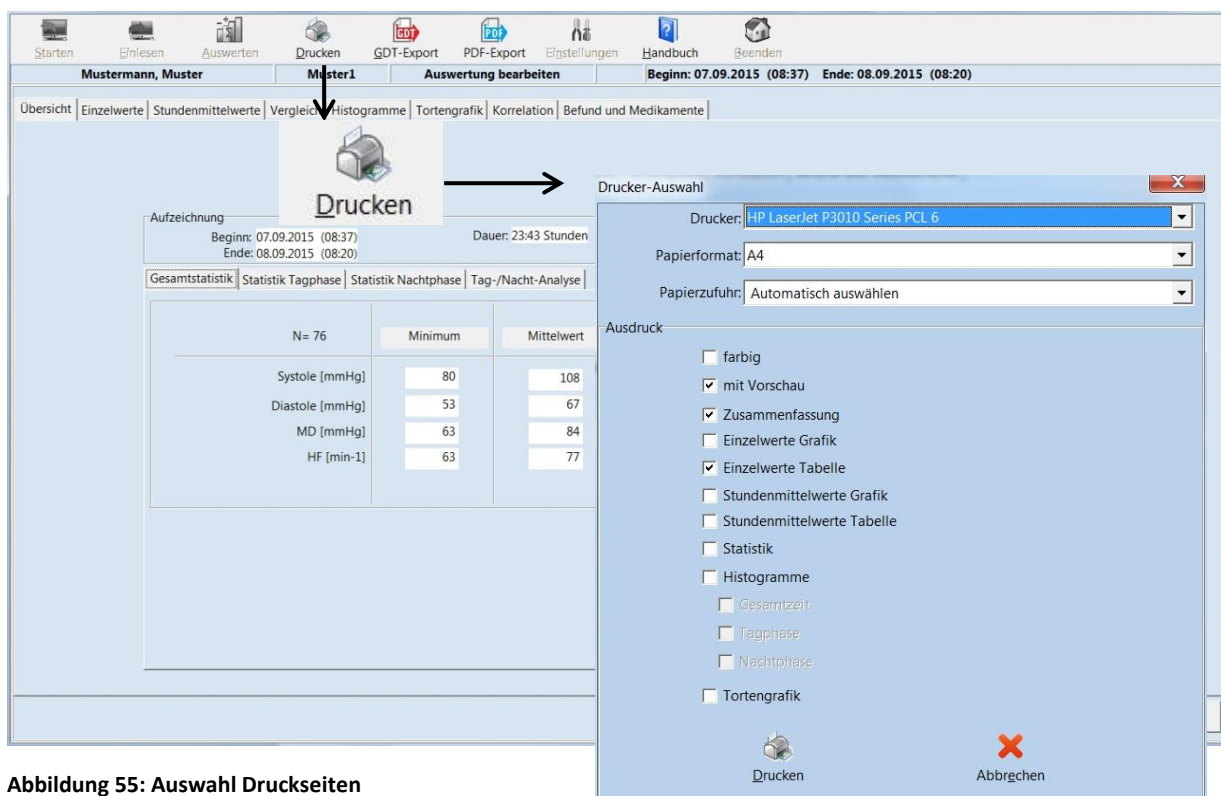 Starten Einlesen Auswerten Drucken GDT-Export PDF-Export Einstellungen Handbuch Beenden
Mustermann, Muster Muster1 Auswertung bearbeiten Beginn: 07.09.2015 (08:37) Ende: 08.09.2015 (08:20)
Übersicht Einzelwerte Stundenmittelwerte Vergleich Histogramme Tortengrafik Korrelation Befund und Medikamente
Drucken
Aufzeichnung
Beginn: 07.09.2015 (08:37) Dauer: 23:43 Stunden
Ende: 08.09.2015 (08:20)
Gesamtstatistik Statistik Tagphase Statistik Nachtphase Tag-/Nacht-Analyse
N= 76 Minimum Mittelwert
Systole [mmHg] 80 108
Diastole [mmHg] 53 67
MD [mmHg] 63 84
HF [min-1] 63 77
Drucker-Auswahl
Drucker: HP LaserJet P3010 Series PCL 6
Papierformat: A4
Papierzufuhr: Automatisch auswählen
Ausdruck
farbig
mit Vorschau
Zusammenfassung
Einzelwerte Grafik
Einzelwerte Tabelle
Stundenmittelwerte Grafik
Stundenmittelwerte Tabelle
Statistik
Histogramme
Gesamtzeit
Tagphase
Nachtphase
Tortengrafik
Drucken Abbrechen
Abbildung 55: Auswahl Druckseiten